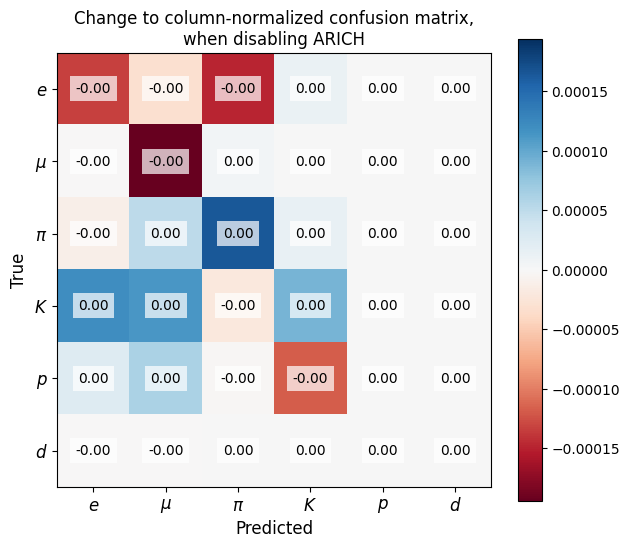 Change to column-normalized confusion matrix,
when disabling ARICH
e -0.00 -0.00 -0.00 0.00 0.00 0.00
μ -0.00 -0.00 0.00 0.00 0.00 0.00
π -0.00 0.00 0.00 0.00 0.00 0.00
K 0.00 0.00 -0.00 0.00 0.00 0.00
p 0.00 0.00 -0.00 -0.00 0.00 0.00
d -0.00 -0.00 0.00 0.00 0.00 0.00
e μ π K p d
Predicted
True
0.00015
0.00010
0.00005
0.00000
−0.00005
−0.00010
−0.00015